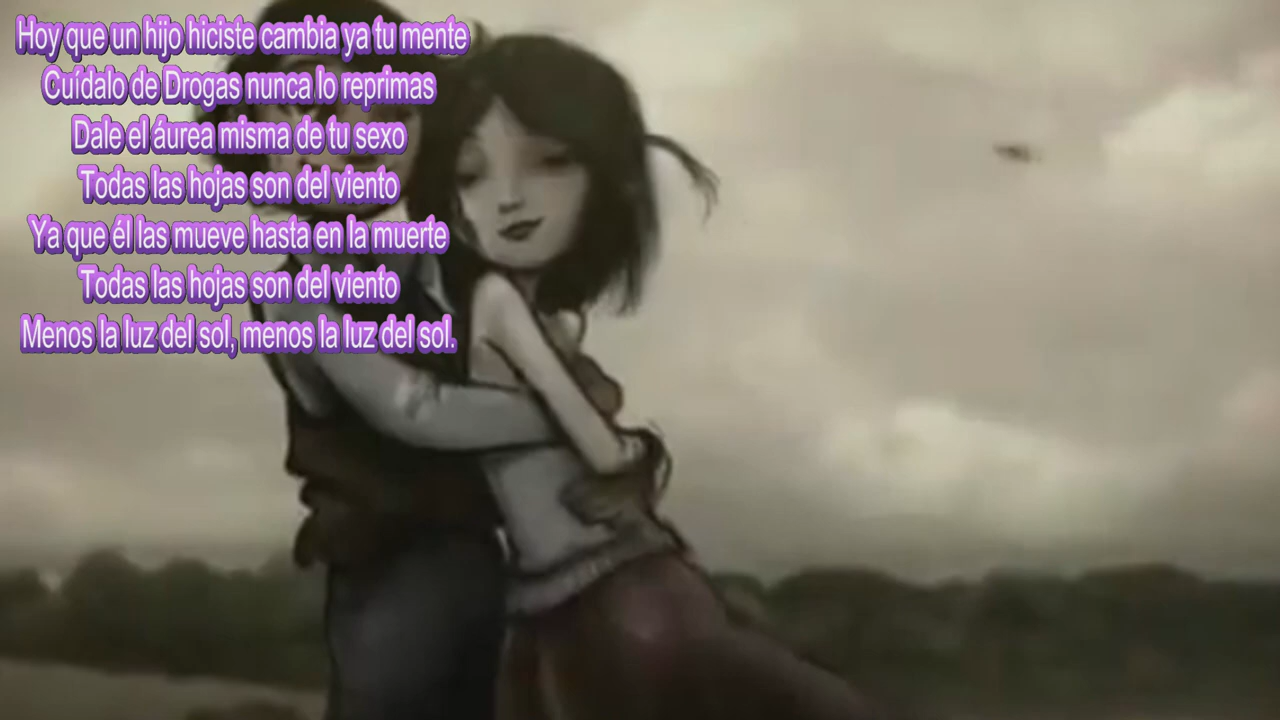 Hoy que un hijo hiciste cambia ya tu mente
Cuídalo de Drogas nunca lo reprimas
Dale el áurea misma de tu sexo
Todas las hojas son del viento
Ya que él las mueve hasta en la muerte
Todas las hojas son del viento
Menos la luz del sol, menos la luz del sol.